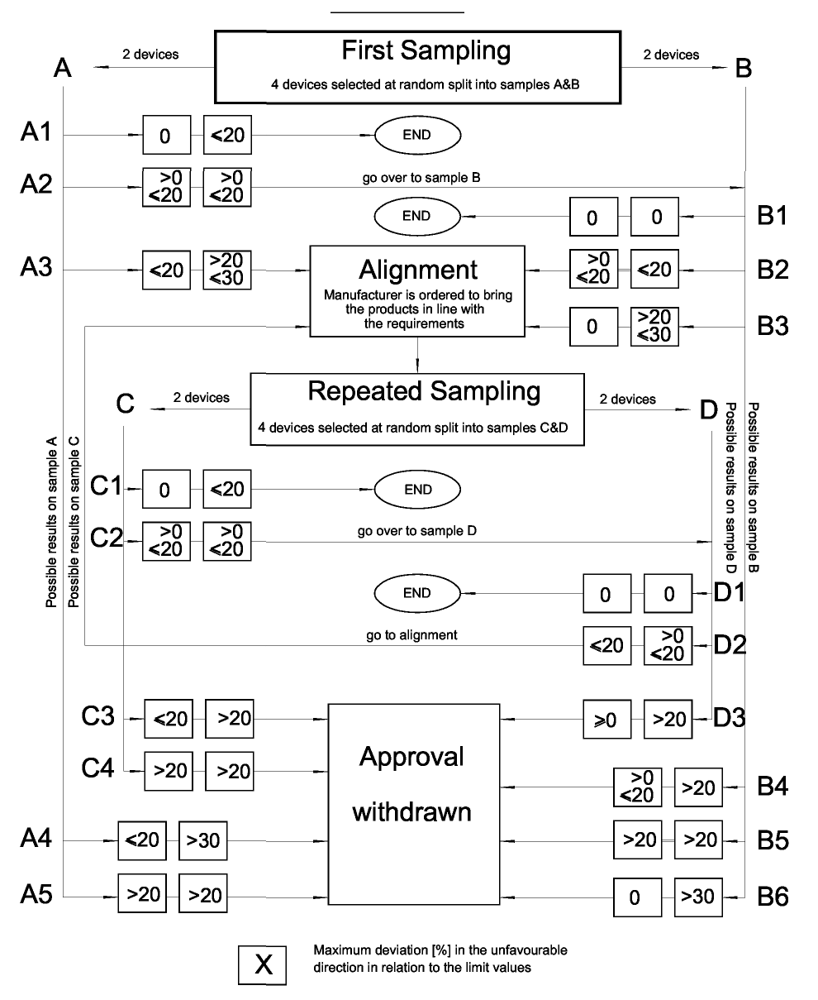 First Sampling
4 devices selected at random split into samples A&B
A
2 devices
2 devices
B
A1
0
⩽20
END
A2
>0
⩽20
>0
⩽20
go over to sample B
END
0
0
B1
A3
⩽20
>20
⩽30
Alignment
Manufacturer is ordered to bring
the products in line with
the requirements
>0
⩽20
⩽20
B2
0
>20
⩽30
B3
Repeated Sampling
4 devices selected at random split into samples C&D
C
2 devices
2 devices
D
Possible results on sample A
Possible results on sample C
Possible results on sample D
Possible results on sample B
C1
0
⩽20
END
C2
>0
⩽20
>0
⩽20
go over to sample D
END
0
0
D1
go to alignment
⩽20
>0
⩽20
D2
C3
⩽20
>20
Approval
withdrawn
⩾0
>20
D3
C4
>20
>20
>0
⩽20
>20
B4
A4
⩽20
>30
>20
>20
B5
A5
>20
>20
0
>30
B6
X
Maximum deviation [%] in the unfavourable
direction in relation to the limit values